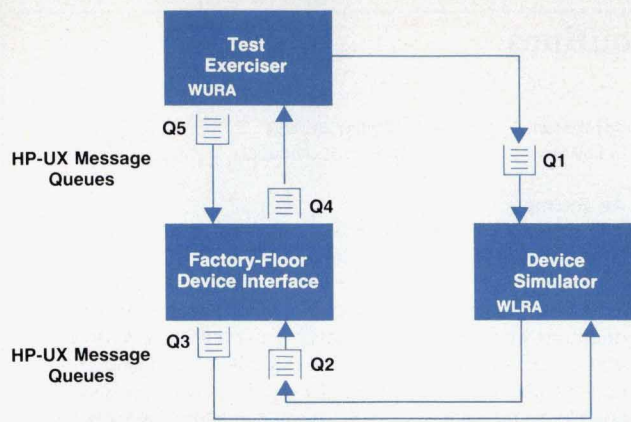 Test
Exerciser
WURA
Q5
HP-UX Message
Queues
Q4
Q1
Factory-Floor
Device Interface
Device
Simulator
WLRA
Q3
HP-UX Message
Queues
Q2